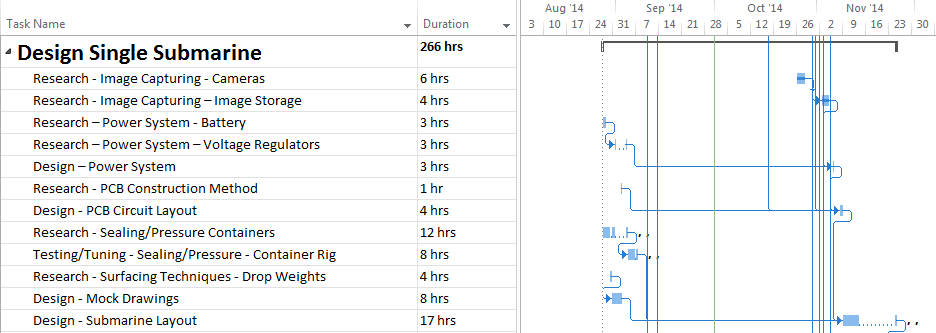 Aug '14 Sep '14 Oct '14 Nov '14
Task Name Duration 3 10 17 24 31 7 14 21 28 5 12 19 26 2 9 16 23 30
Design Single Submarine 266 hrs
Research - Image Capturing - Cameras 6 hrs
Research - Image Capturing – Image Storage 4 hrs
Research – Power System - Battery 3 hrs
Research – Power System – Voltage Regulators 3 hrs
Design – Power System 3 hrs
Research - PCB Construction Method 1 hr
Design - PCB Circuit Layout 4 hrs
Research - Sealing/Pressure Containers 12 hrs
Testing/Tuning - Sealing/Pressure - Container Rig 8 hrs
Research - Surfacing Techniques - Drop Weights 4 hrs
Design - Mock Drawings 8 hrs
Design - Submarine Layout 17 hrs